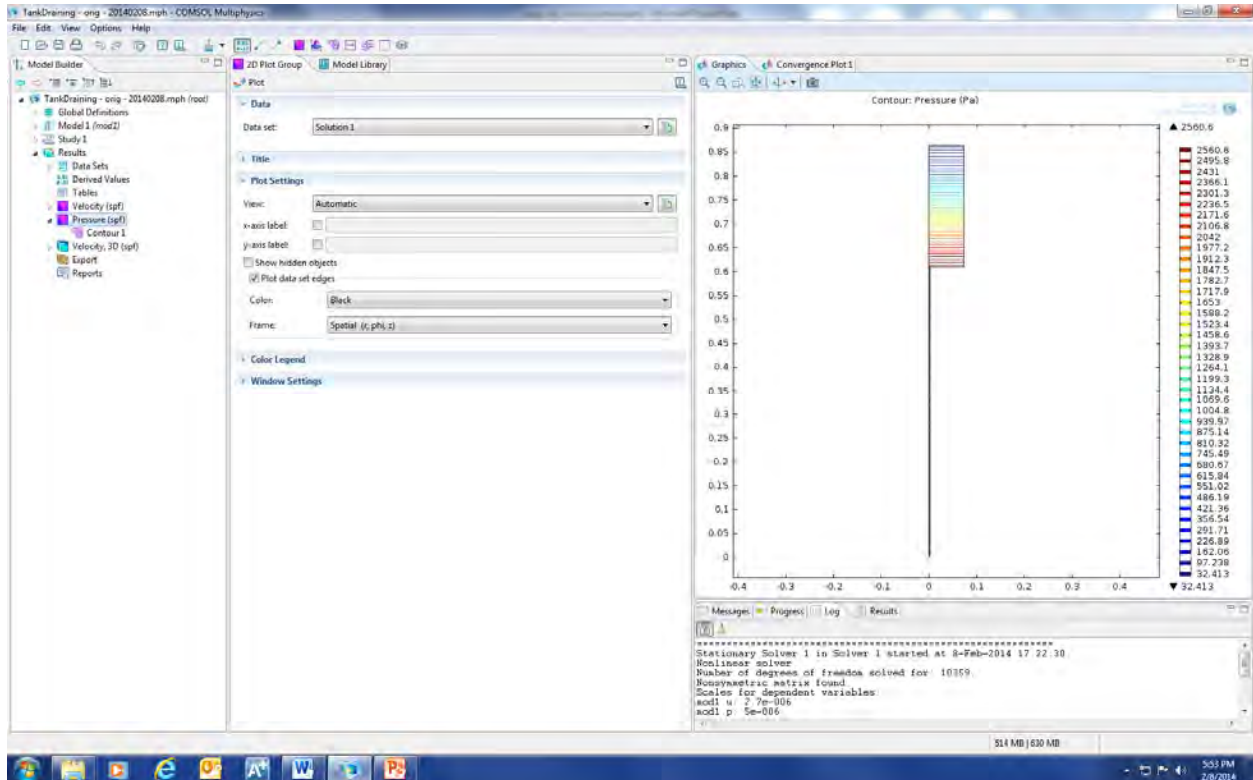 TankDraining - orig - 20140208.mph - COMSOL Multiphysics
File Edit View Options Help
Model Builder
TankDraining - orig - 20140208.mph (root)
Global Definitions
Model 1 (mod1)
Study 1
Results
Data Sets
Derived Values
Tables
Velocity (spf)
Pressure (spf)
Contour 1
Velocity, 3D (spf)
Export
Reports
2D Plot Group Model Library
Plot
Data
Data set: Solution 1
Title
Plot Settings
View: Automatic
x-axis label:
y-axis label:
Show hidden objects
Plot data set edges
Color: Black
Frame: Spatial (r, phi, z)
Color Legend
Window Settings
Graphics Convergence Plot 1
Contour: Pressure (Pa)
0.9
0.85
0.8
0.75
0.7
0.65
0.6
0.55
0.5
0.45
0.4
0.35
0.3
0.25
0.2
0.15
0.1
0.05
0
-0.4 -0.3 -0.2 -0.1 0 0.1 0.2 0.3 0.4
▲ 2560.6
2560.6
2495.8
2431
2366.1
2301.3
2236.5
2171.6
2106.8
2042
1977.2
1912.3
1847.5
1782.7
1717.9
1653
1588.2
1523.4
1458.6
1393.7
1328.9
1264.1
1199.3
1134.4
1069.6
1004.8
939.97
875.14
810.32
745.49
680.67
615.84
551.02
486.19
421.36
356.54
291.71
226.89
162.06
97.238
32.413
▼ 32.413
Messages Progress Log Results
************************************************************
Stationary Solver 1 in Solver 1 started at 8-Feb-2014 17:22:30.
Nonlinear solver
Number of degrees of freedom solved for: 10359
Nonsymmetric matrix found
Scales for dependent variables
mod1.u: 2.7e-006
mod1.p: 5e-006
514 MB | 630 MB
5:53 PM
2/8/2014